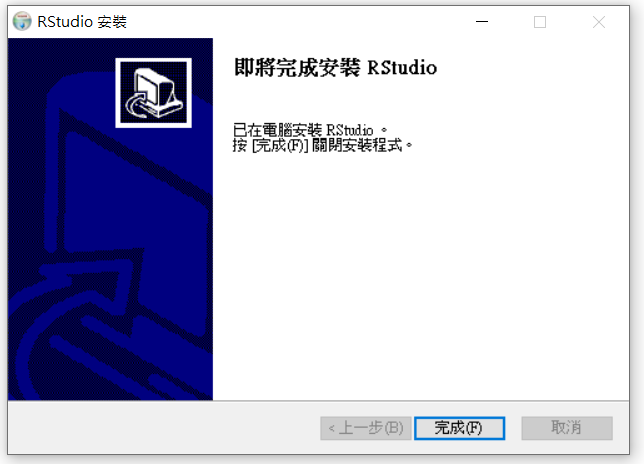 RStudio 安裝
即將完成安裝 RStudio
已在電腦安裝 RStudio 。
按 [完成(F)] 關閉安裝程式。
< 上一步(B)
完成(F)
取消